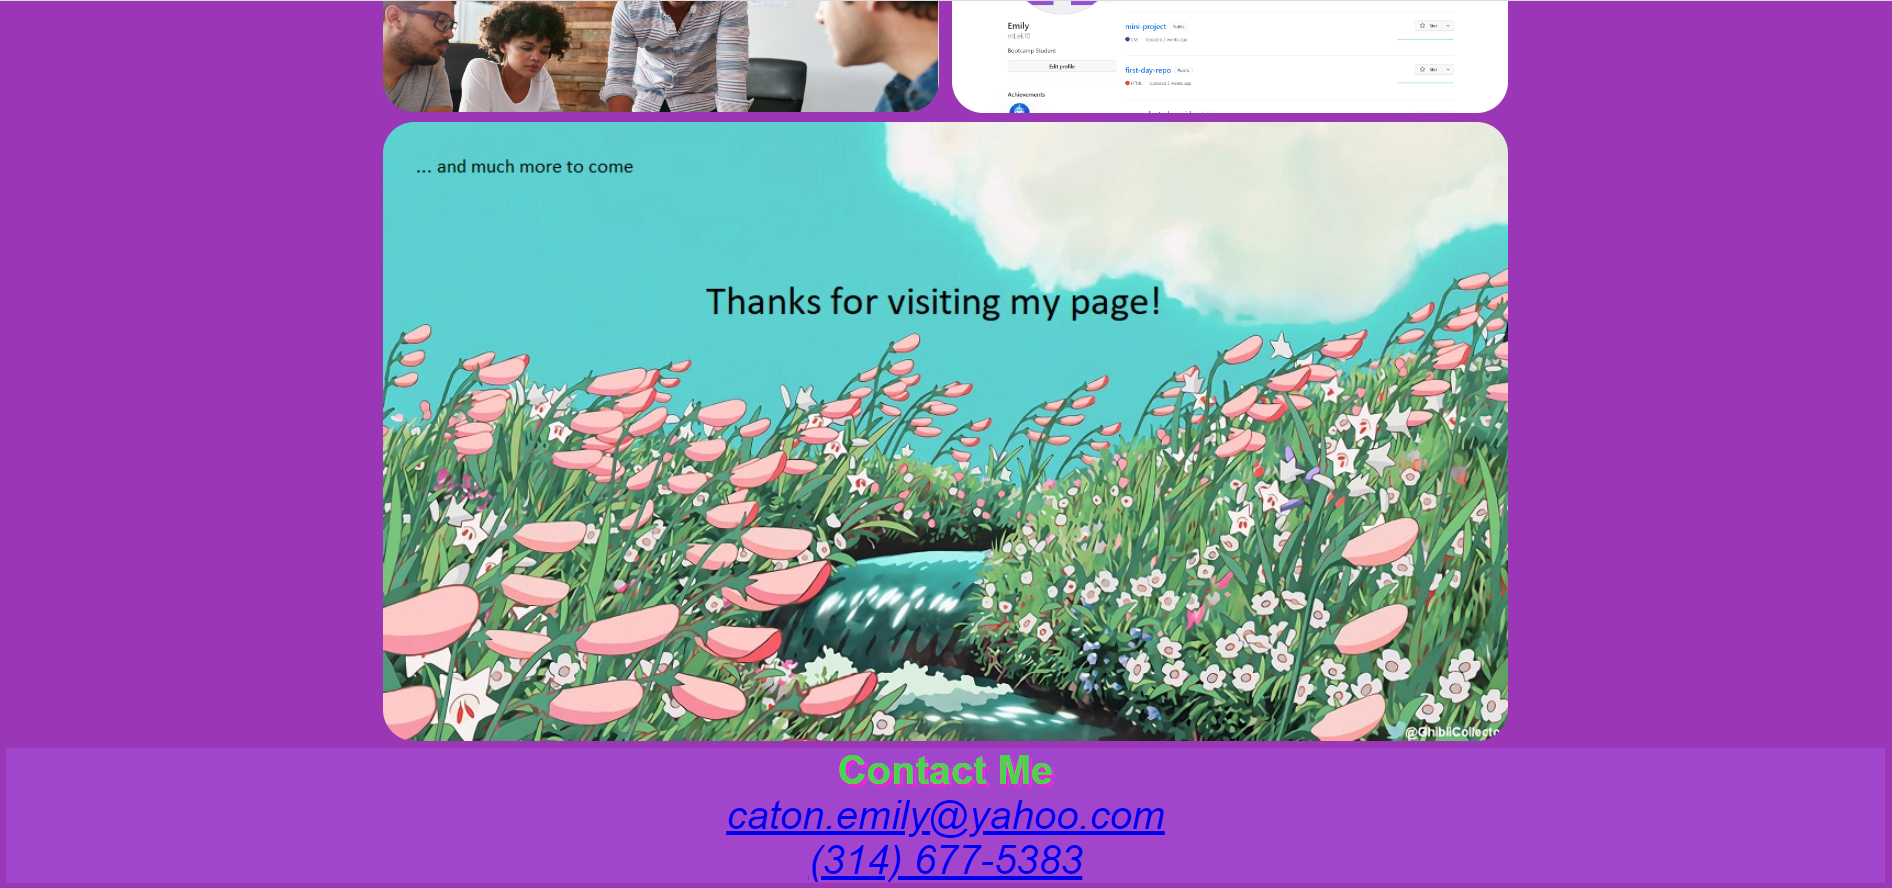 Emily
mLek10
Bootcamp Student
Edit profile
Achievements
mini-project Public
Star
CSS Updated 2 weeks ago
first-day-repo Public
Star
HTML Updated 3 weeks ago
... and much more to come
Thanks for visiting my page!
@GhibliCollecto
Contact Me
caton.emily@yahoo.com
(314) 677-5383